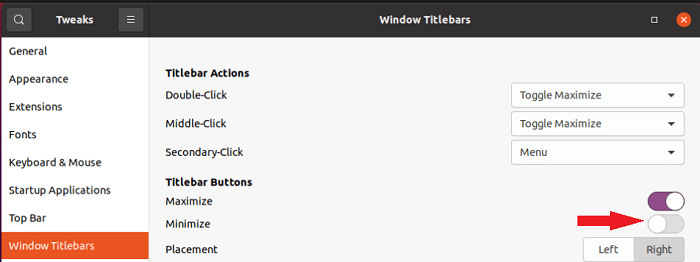 Tweaks
Window Titlebars
General
Appearance
Extensions
Fonts
Keyboard & Mouse
Startup Applications
Top Bar
Window Titlebars
Titlebar Actions
Double-Click Toggle Maximize
Middle-Click Toggle Maximize
Secondary-Click Menu
Titlebar Buttons
Maximize
Minimize
Placement Left Right